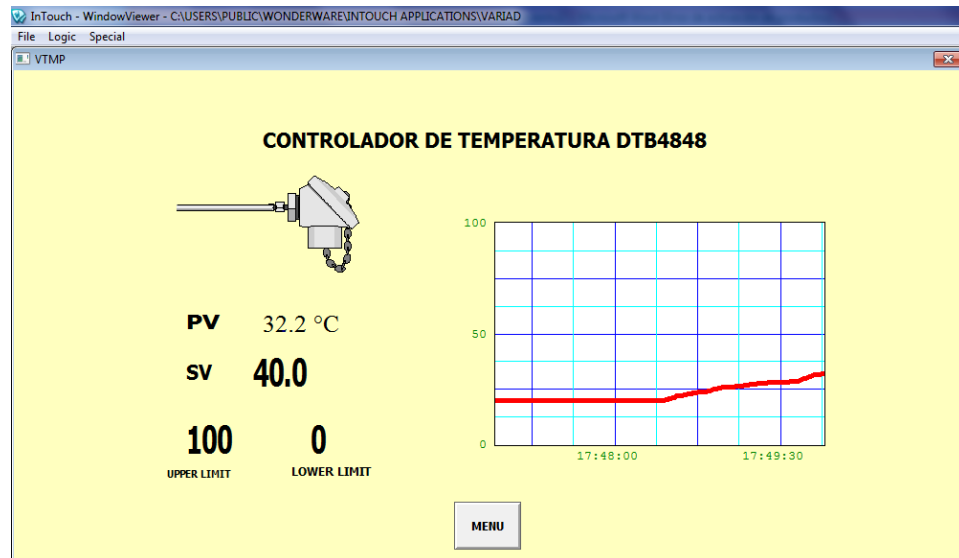 InTouch - WindowViewer - C:\USERS\PUBLIC\WONDERWARE\INTOUCH APPLICATIONS\VARIAD
File Logic Special
VTMP
CONTROLADOR DE TEMPERATURA DTB4848
100
50
0
17:48:00 17:49:30
PV 32.2 °C
SV 40.0
100 0
UPPER LIMIT LOWER LIMIT
MENU